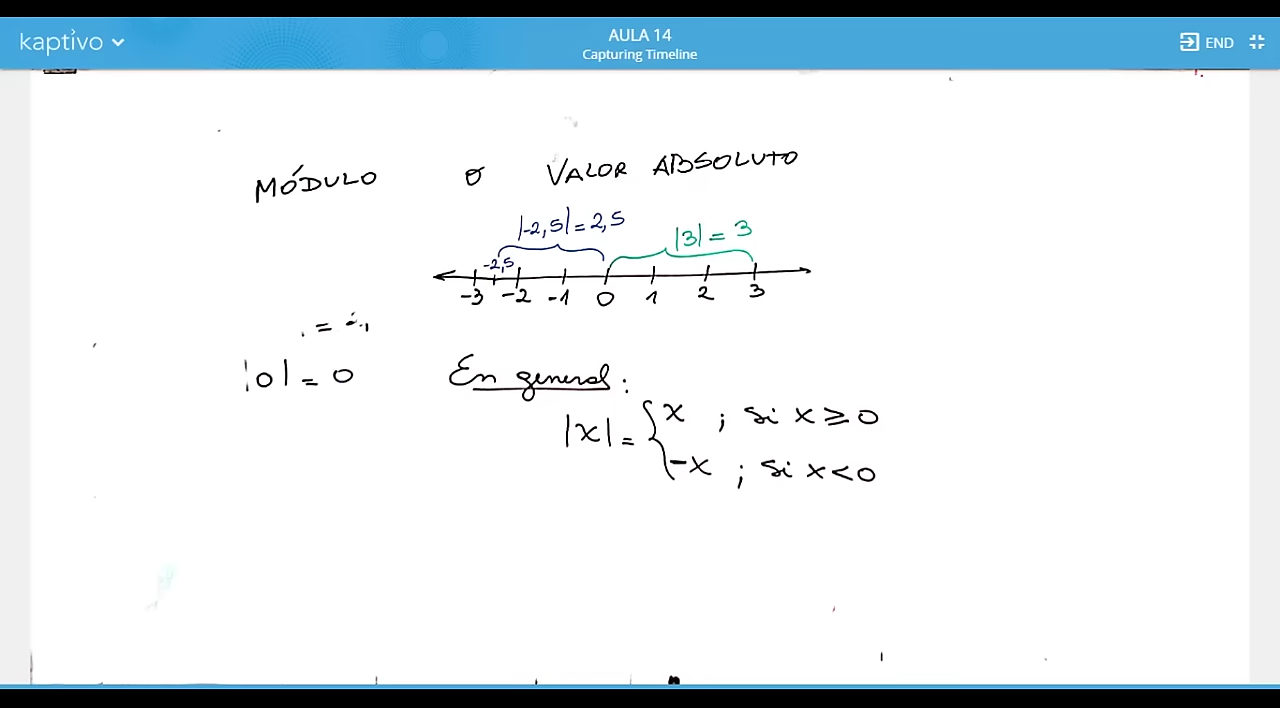 kaptivo
AULA 14
Capturing Timeline
END
MÓDULO O VALOR ABSOLUTO
|-2,5| = 2,5
|3| = 3
-2,5
-3 -2 -1 0 1 2 3
|0| = 0
En general:
|x| = { x ; si x ≥ 0
-x ; si x < 0